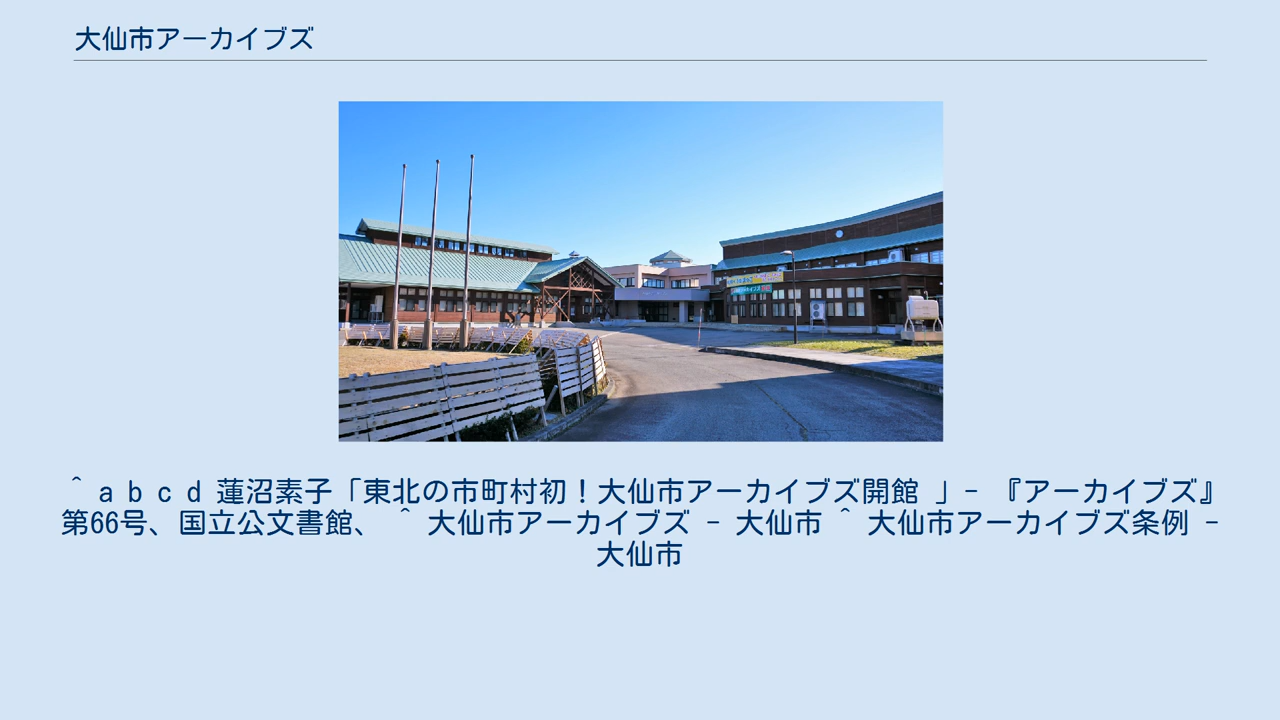 大仙市アーカイブズ
^ a b c d 蓮沼素子「東北の市町村初！大仙市アーカイブズ開館 」- 『アーカイブズ』
第66号、国立公文書館、 ^ 大仙市アーカイブズ - 大仙市 ^ 大仙市アーカイブズ条例 -
大仙市